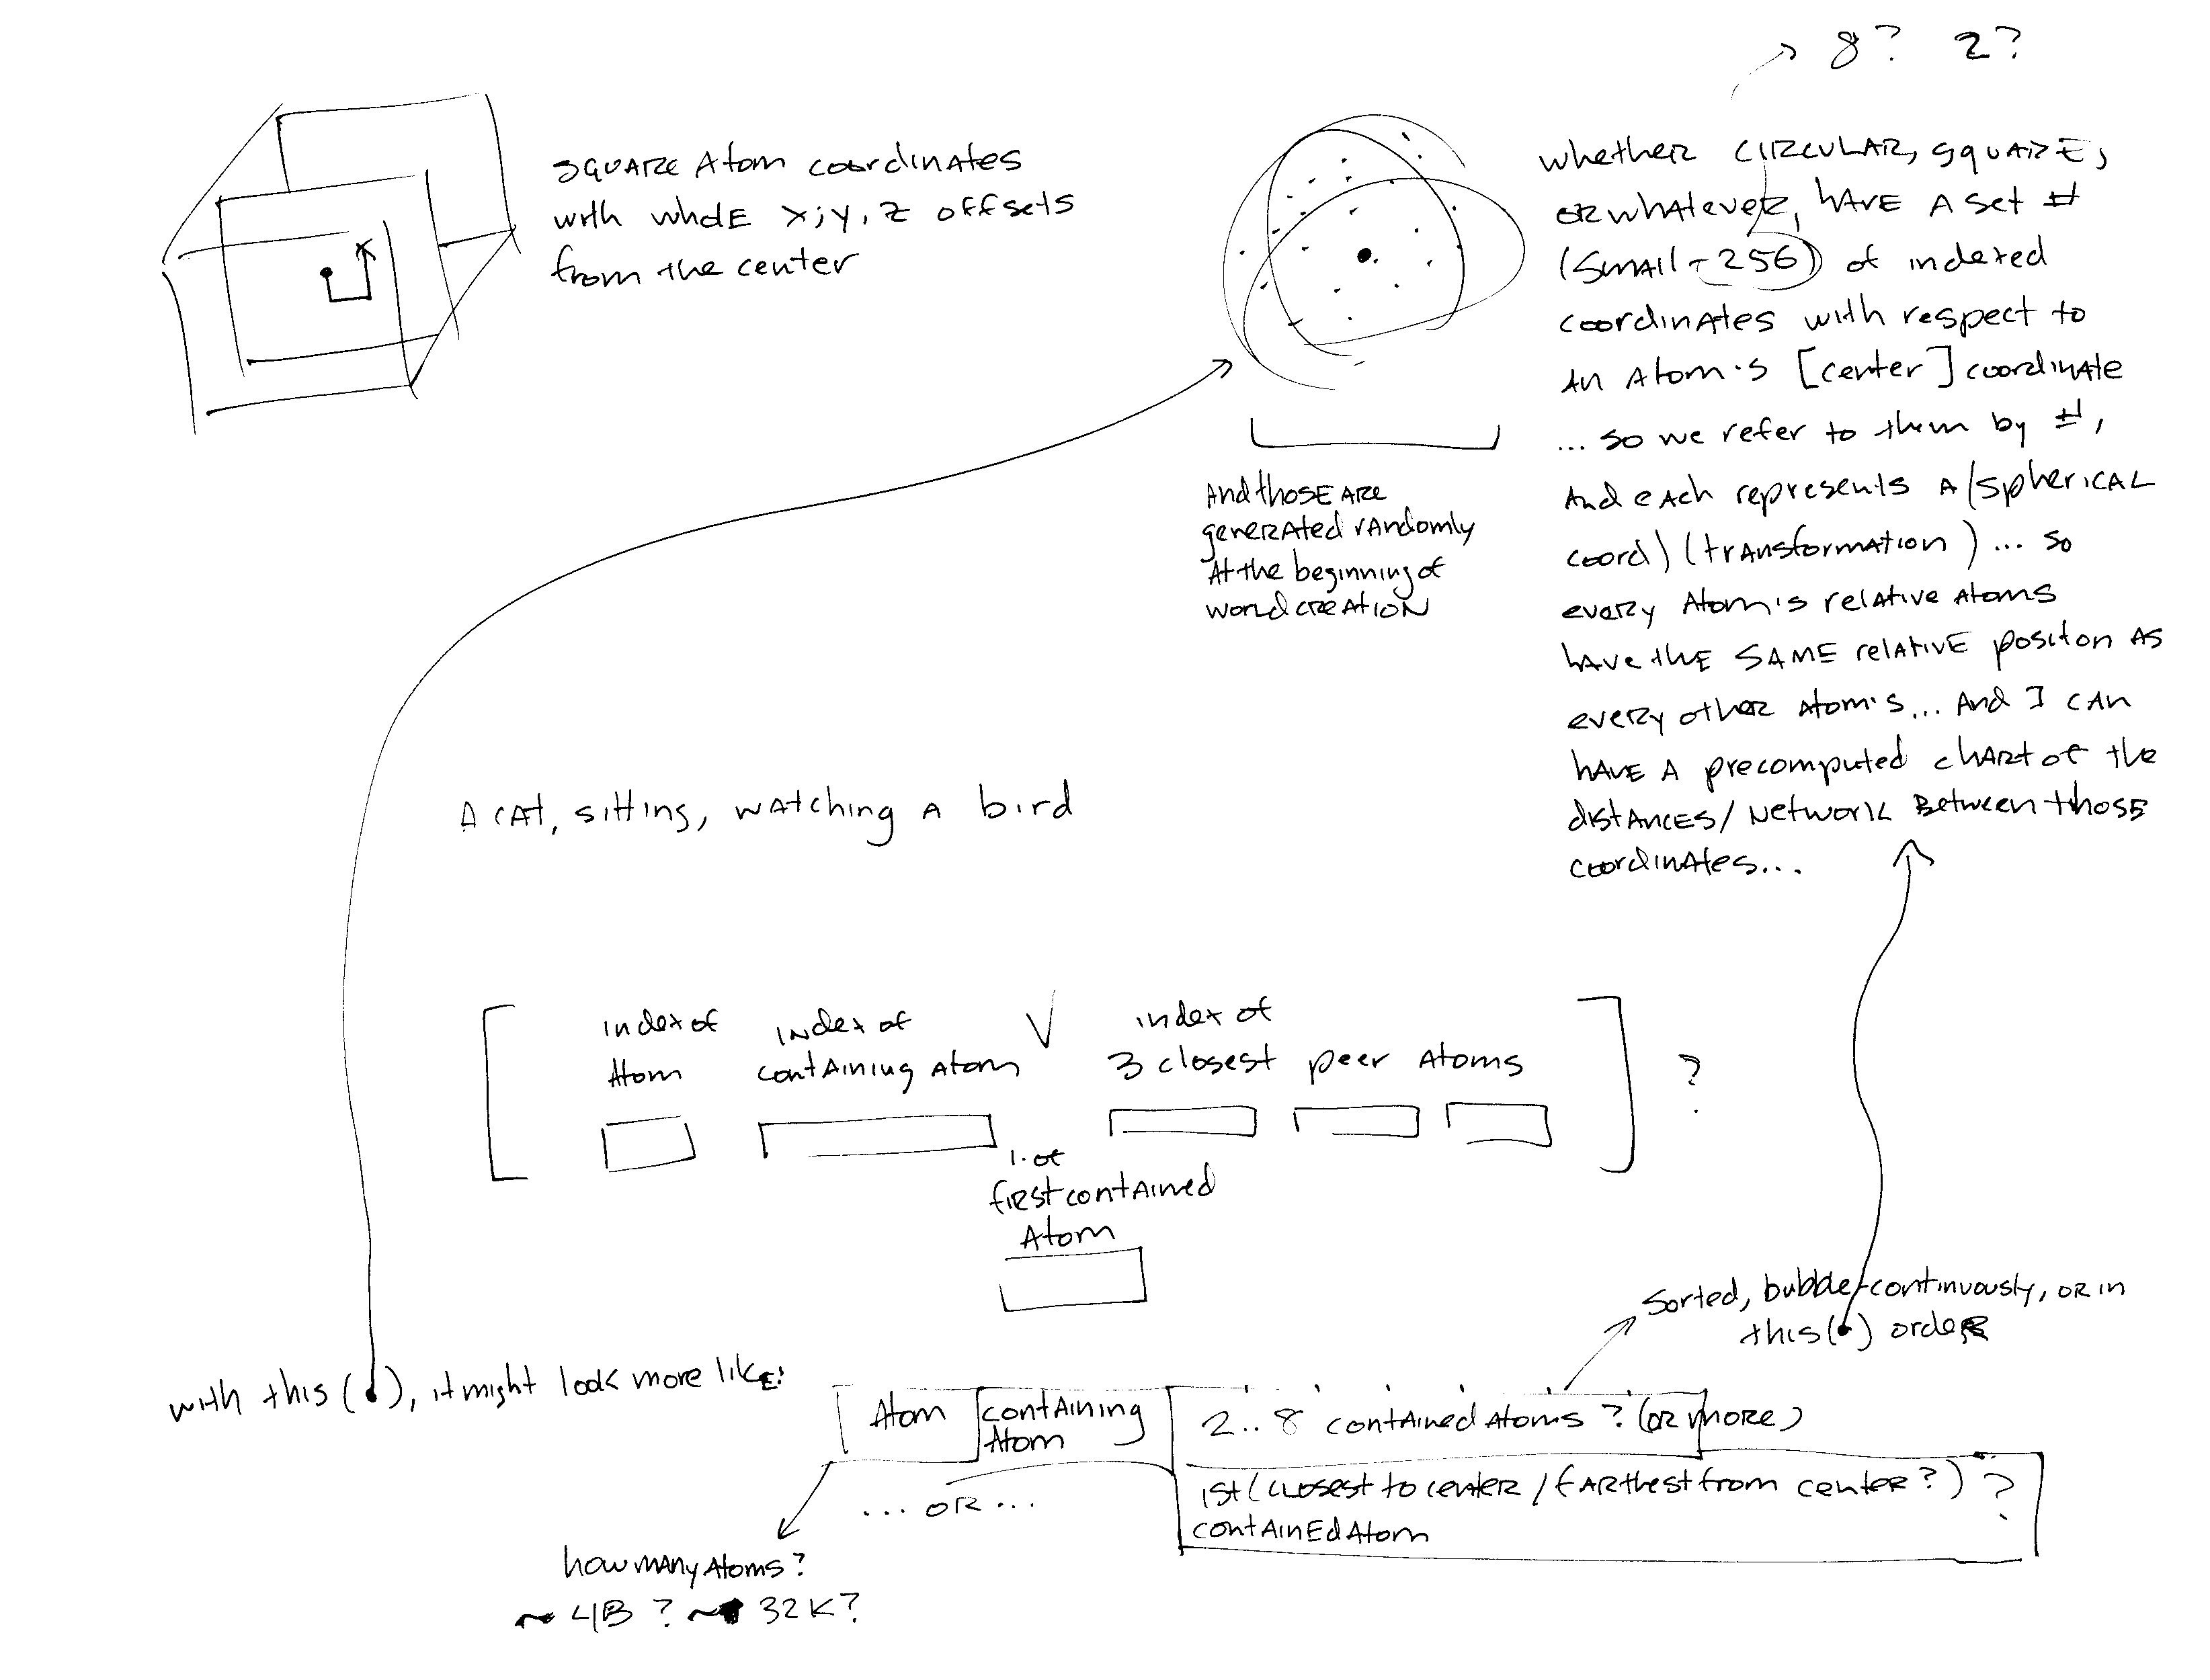 8? 2?
SQUARE Atom coordinates
with whole x,y,z offsets
from the center
whether CIRCULAR, SQUARE,
OR whatever, HAVE A set #
(SMALL - 256) of indexed
coordinates with respect to
AN Atom's [center] coordinate
... so we refer to them by #,
And each represents A (spherical
coord) (transformation) ... so
every Atom's relative Atoms
have the SAME relative positon AS
every other Atom's... And I CAN
HAVE A precomputed chart of the
distances/network between those
coordinates...
And those ARE
generated randomly
At the beginning of
world creation
A CAT, sitting, watching A bird
index of
Atom
index of
containing Atom
index of
3 closest peer Atoms
?
i. of
first contained
Atom
Sorted, bubble-continuously, OR in
this (•) order
with this (•), it might look more like:
Atom
containing
Atom
2..8 contained Atoms? (OR more)
... OR ...
1st (closest to center / farthest from center?)
contained Atom
?
how many Atoms?
~ 4B? ~ 32K?